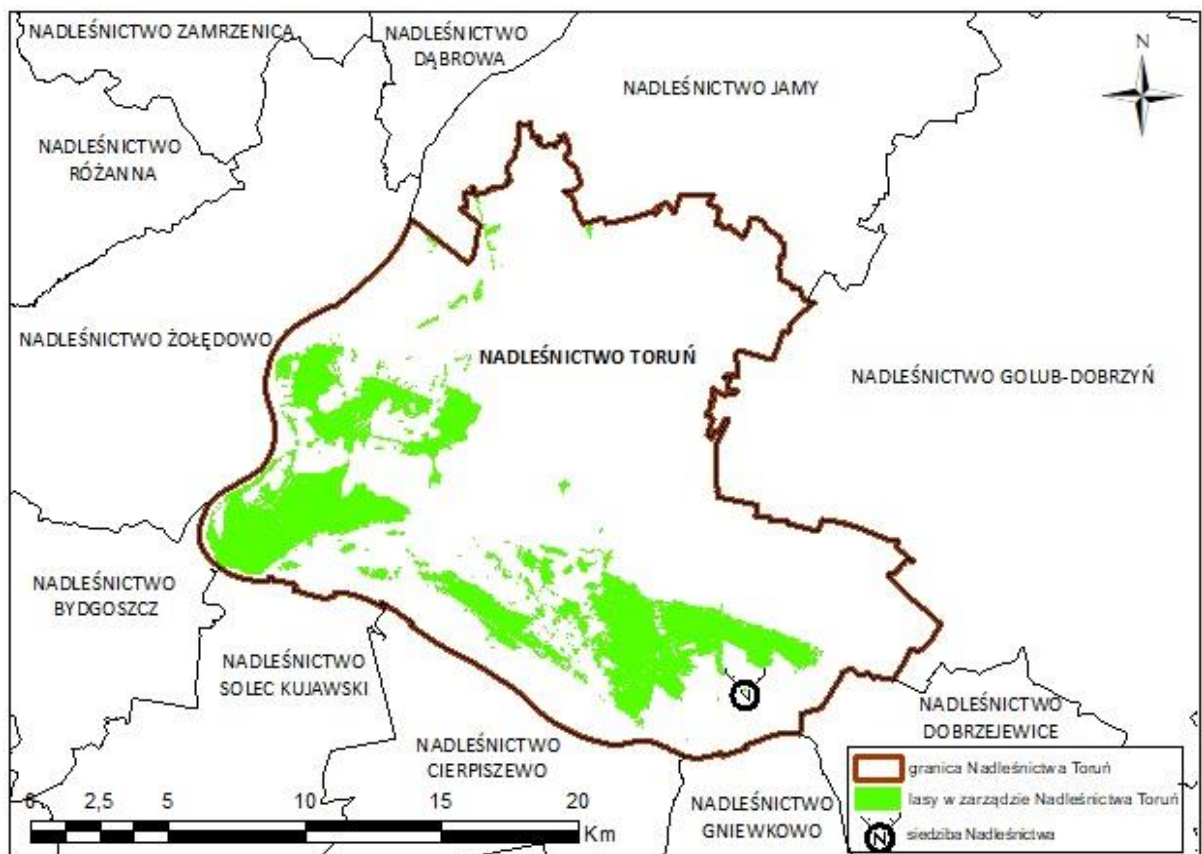 NADLEŚNICTWO ZAMRZENICA
NADLEŚNICTWO
DĄBROWA
N
NADLEŚNICTWO JAMY
NADLEŚNICTWO
RÓŻANNA
NADLEŚNICTWO ŻOŁĘDOWO
NADLEŚNICTWO TORUŃ
NADLEŚNICTWO GOLUB-DOBRZYŃ
NADLEŚNICTWO
BYDGOSZCZ
NADLEŚNICTWO
SOLEC KUJAWSKI
NADLEŚNICTWO
CIERPISZEWO
NADLEŚNICTWO
DOBRZEJEWICE
NADLEŚNICTWO
GNIEWKOWO
granica Nadleśnictwa Toruń
lasy w zarządzie Nadleśnictwa Toruń
N siedziba Nadleśnictwa
0 2,5 5 10 15 20
Km